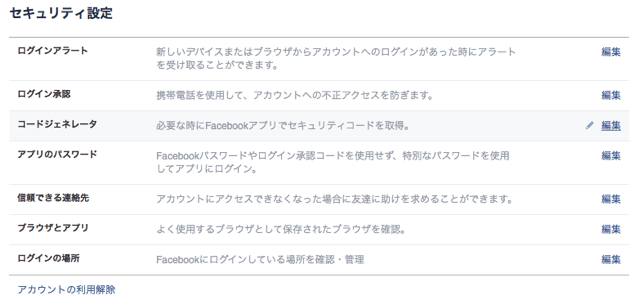 セキュリティ設定
ログインアラート 新しいデバイスまたはブラウザからアカウントへのログインがあった時にアラート 編集
を受け取ることができます。
ログイン承認 携帯電話を使用して、アカウントへの不正アクセスを防ぎます。 編集
コードジェネレータ 必要な時にFacebookアプリでセキュリティコードを取得。 編集
アプリのパスワード Facebookパスワードやログイン承認コードを使用せず、特別なパスワードを使用 編集
してアプリにログイン。
信頼できる連絡先 アカウントにアクセスできなくなった場合に友達に助けを求めることができます。 編集
ブラウザとアプリ よく使用するブラウザとして保存されたブラウザを確認。 編集
ログインの場所 Facebookにログインしている場所を確認・管理 編集
アカウントの利用解除